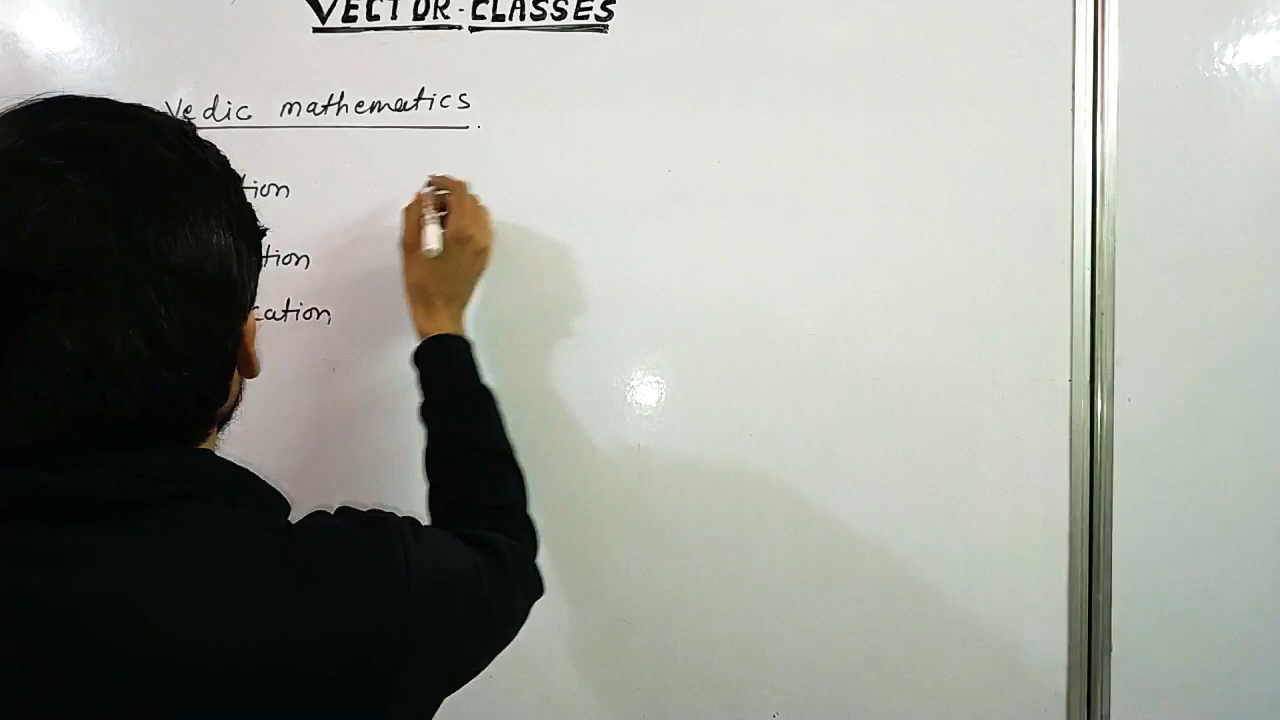 VECTOR-CLASSES
Vedic mathematics.
tion
tion
cation